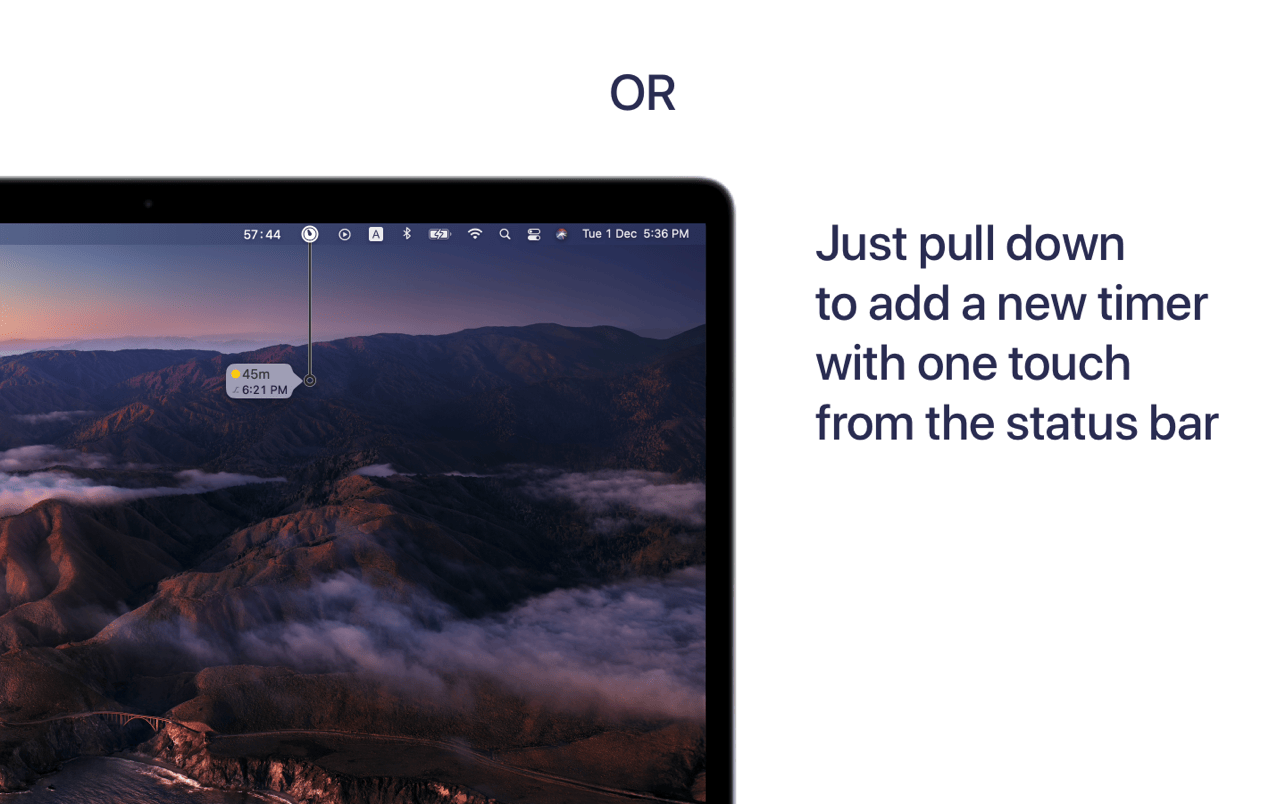 OR
57:44 A Tue 1 Dec 5:36 PM
45m
6:21 PM
Just pull down
to add a new timer
with one touch
from the status bar